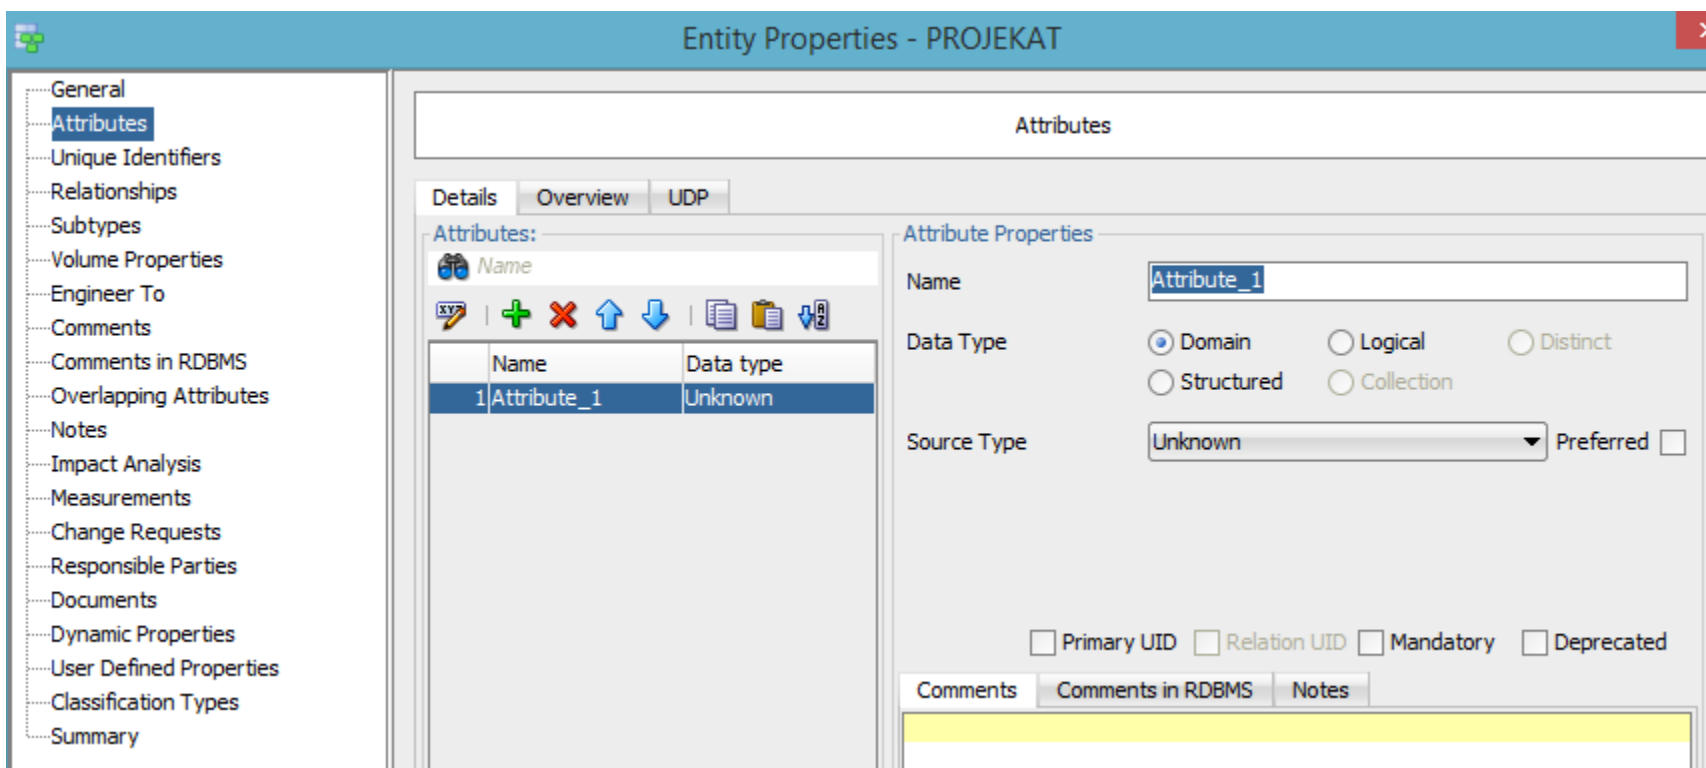 Entity Properties - PROJEKAT
General
Attributes
Unique Identifiers
Relationships
Subtypes
Volume Properties
Engineer To
Comments
Comments in RDBMS
Overlapping Attributes
Notes
Impact Analysis
Measurements
Change Requests
Responsible Parties
Documents
Dynamic Properties
User Defined Properties
Classification Types
Summary
Attributes
Details Overview UDP
Attributes:
Name
Name Data type
1 Attribute_1 Unknown
Attribute Properties
Name Attribute_1
Data Type Domain Logical Distinct
Structured Collection
Source Type Unknown Preferred
Primary UID Relation UID Mandatory Deprecated
Comments Comments in RDBMS Notes